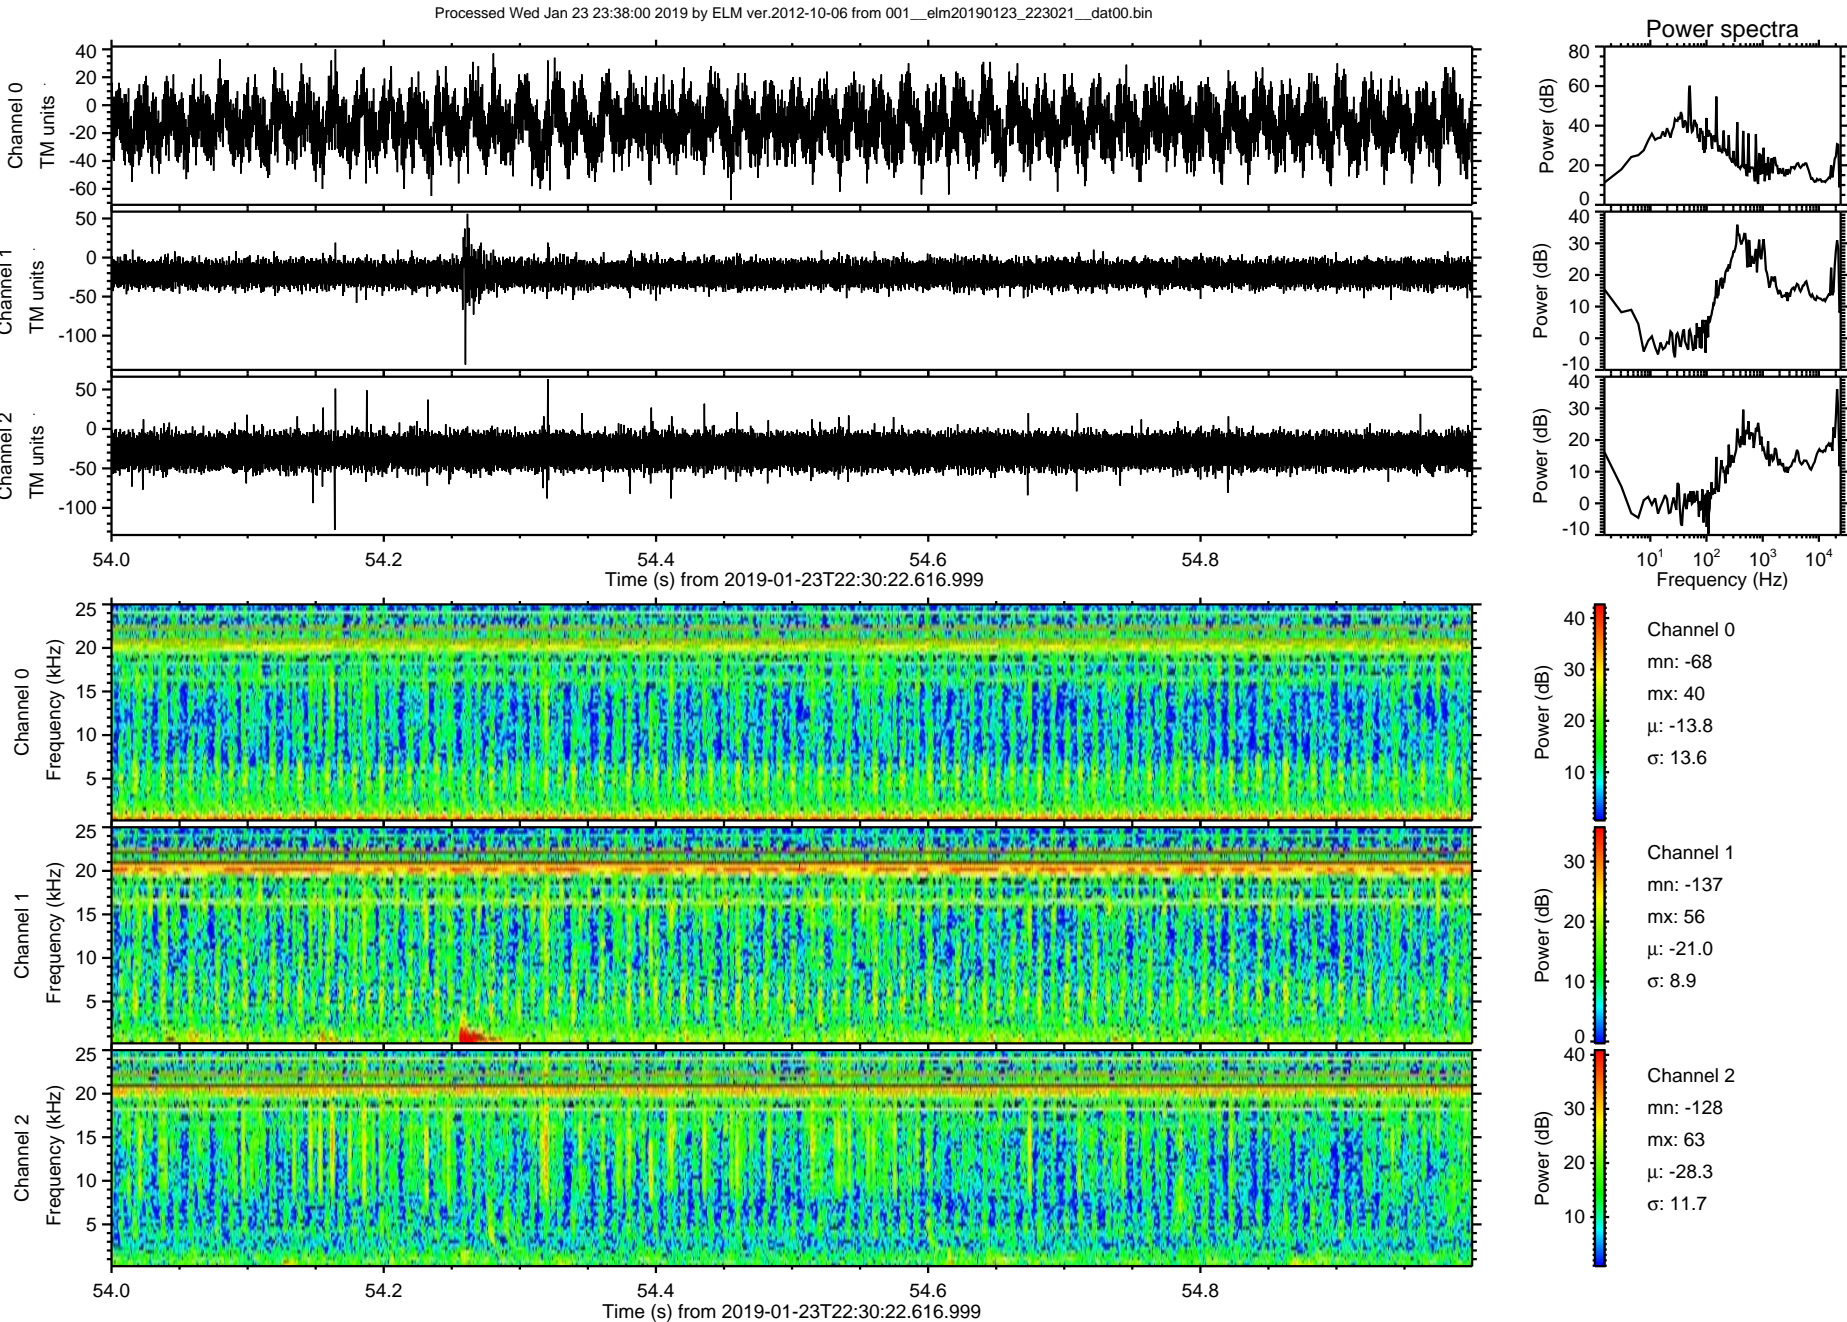 Processed Wed Jan 23 23:38:00 2019 by ELM ver.2012-10-06 from 001__elm20190123_223021__dat00.bin
Power spectra
Channel 0
TM units
40
20
0
-20
-40
-60
Power (dB)
80
60
40
20
0
Channel 1
TM units
50
0
-50
-100
Power (dB)
40
30
20
10
0
-10
Channel 2
TM units
50
0
-50
-100
Power (dB)
40
30
20
10
0
-10
54.0 54.2 54.4 54.6 54.8
Time (s) from 2019-01-23T22:30:22.616.999
10¹ 10² 10³ 10⁴
Frequency (Hz)
Channel 0
Frequency (kHz)
25
20
15
10
5
Power (dB)
40
30
20
10
Channel 0
mn: -68
mx: 40
μ: -13.8
σ: 13.6
Channel 1
Frequency (kHz)
25
20
15
10
5
Power (dB)
30
20
10
0
Channel 1
mn: -137
mx: 56
μ: -21.0
σ: 8.9
Channel 2
Frequency (kHz)
25
20
15
10
5
Power (dB)
40
30
20
10
Channel 2
mn: -128
mx: 63
μ: -28.3
σ: 11.7
54.0 54.2 54.4 54.6 54.8
Time (s) from 2019-01-23T22:30:22.616.999